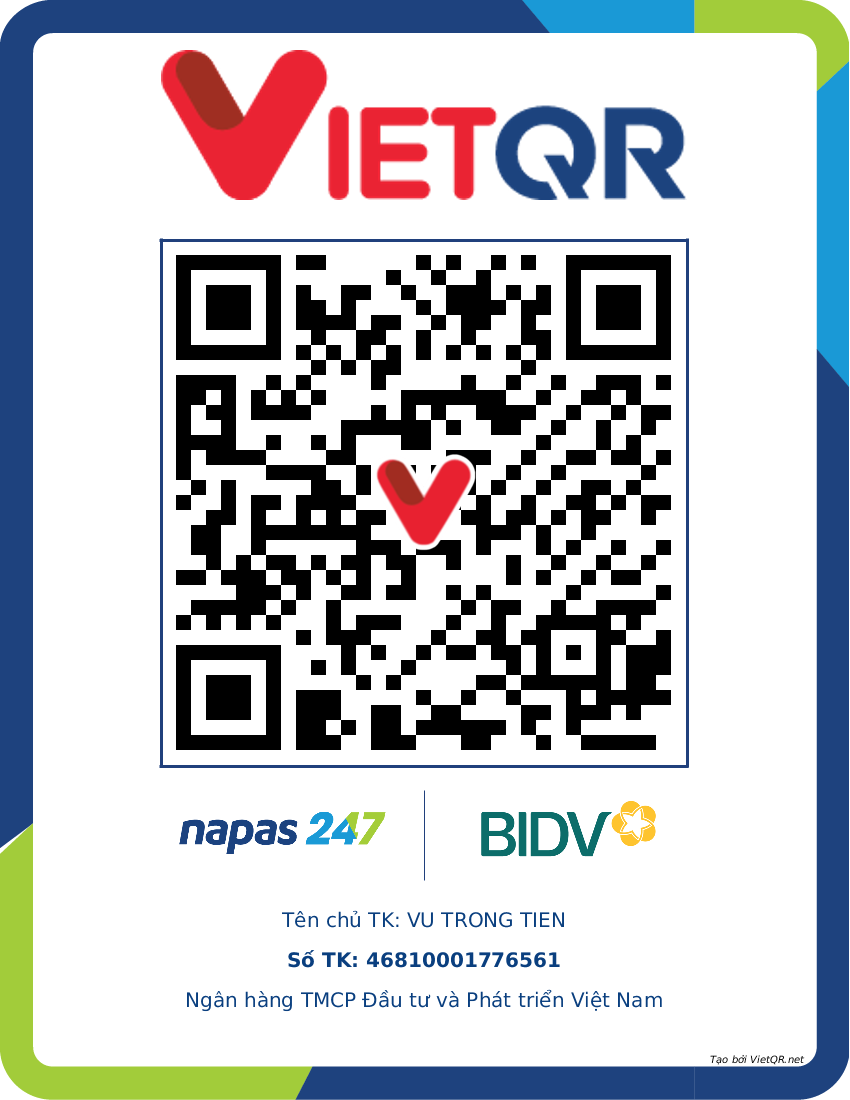 VIETQR
napas 247
BIDV
Tên chủ TK: VU TRONG TIEN
Số TK: 46810001776561
Ngân hàng TMCP Đầu tư và Phát triển Việt Nam
Tạo bởi VietQR.net